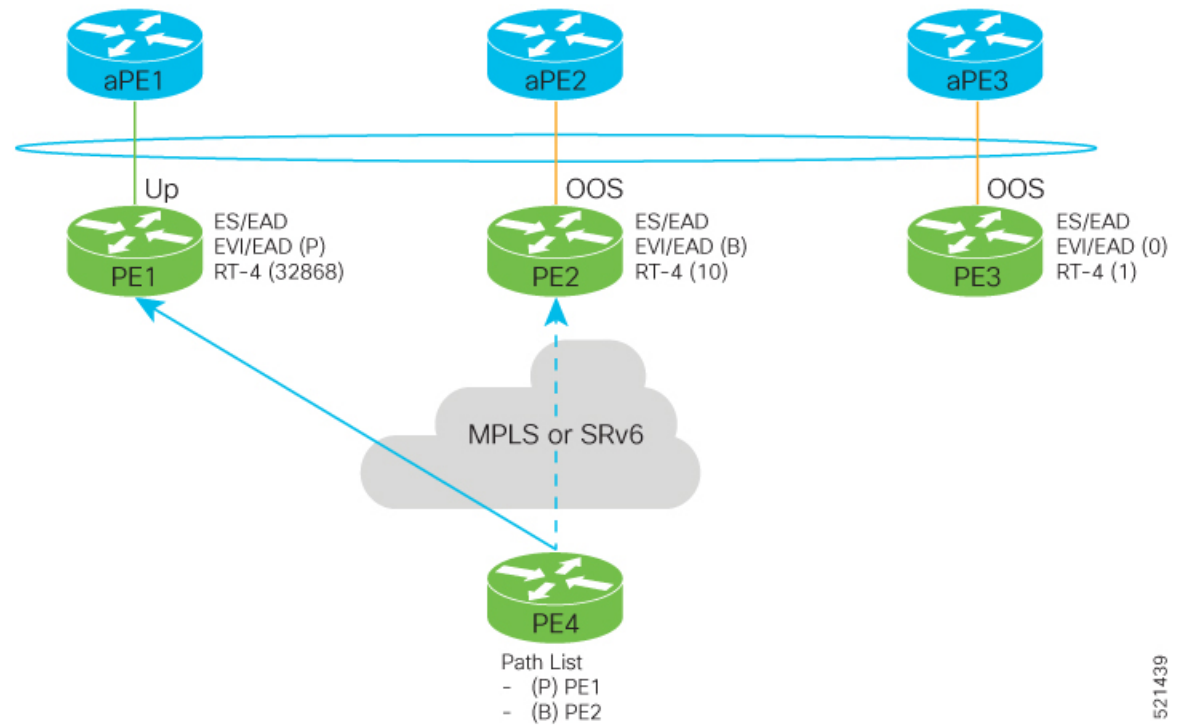 aPE1
aPE2
aPE3
Up
OOS
OOS
PE1
ES/EAD
EVI/EAD (P)
RT-4 (32868)
PE2
ES/EAD
EVI/EAD (B)
RT-4 (10)
PE3
ES/EAD
EVI/EAD (0)
RT-4 (1)
MPLS or SRv6
PE4
Path List
- (P) PE1
- (B) PE2
521439